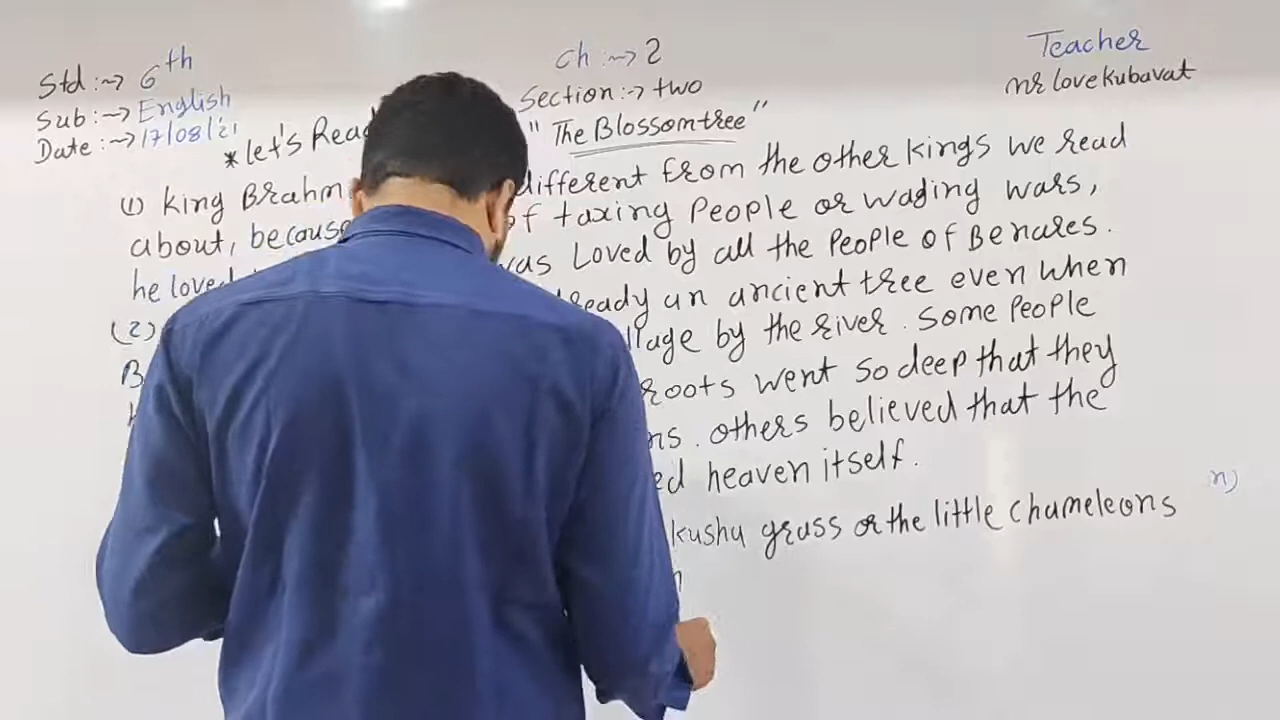 Std :~> 6th
Sub :~> English
Date :~> 17/08/21
Ch :~> 2
Section :~> two
Teacher
mr love kubavat
* let's Read
" The Blossom tree "
(1) King Brahm different from the other Kings we read
about, because of taxing People or waging wars,
he loved was Loved by all the People of Benares.
(2) already an ancient tree even when
B village by the river. Some People
roots went so deep that they
ns. others believed that the
ed heaven itself.
kusha grass or the little chameleons
n)